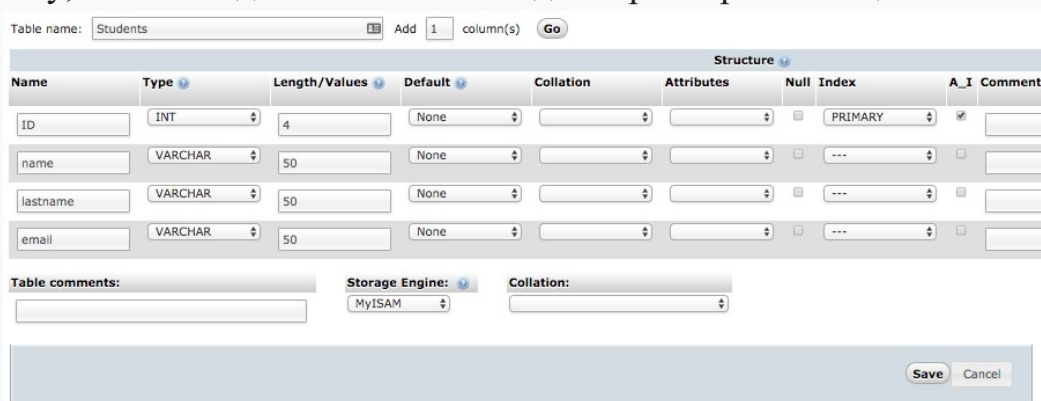 Table name: Students Add 1 column(s) Go
Structure
Name Type Length/Values Default Collation Attributes Null Index A_I Comment
ID INT 4 None PRIMARY
name VARCHAR 50 None ---
lastname VARCHAR 50 None ---
email VARCHAR 50 None ---
Table comments: Storage Engine: Collation:
MyISAM
Save Cancel